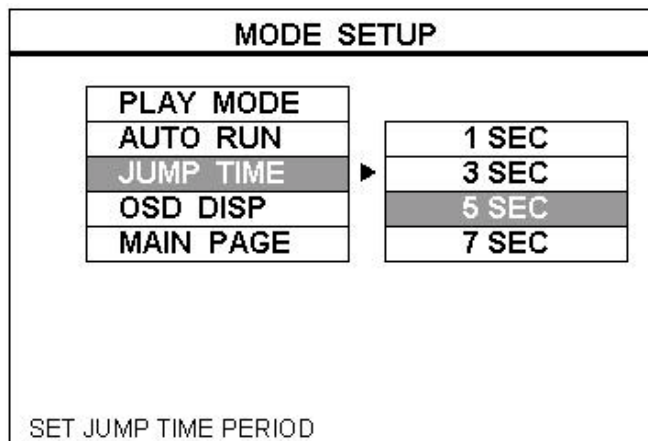 MODE SETUP
PLAY MODE
AUTO RUN
JUMP TIME
OSD DISP
MAIN PAGE
1 SEC
3 SEC
5 SEC
7 SEC
SET JUMP TIME PERIOD